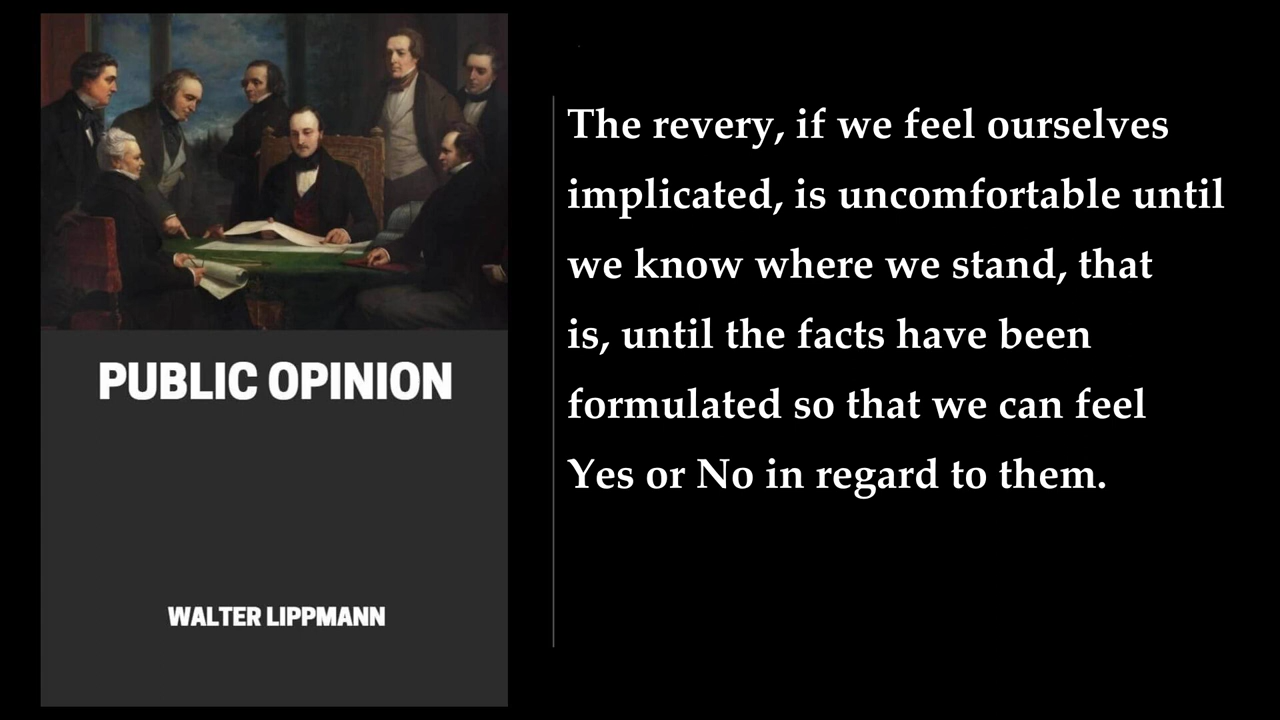 PUBLIC OPINION
WALTER LIPPMANN
The revery, if we feel ourselves
implicated, is uncomfortable until
we know where we stand, that
is, until the facts have been
formulated so that we can feel
Yes or No in regard to them.